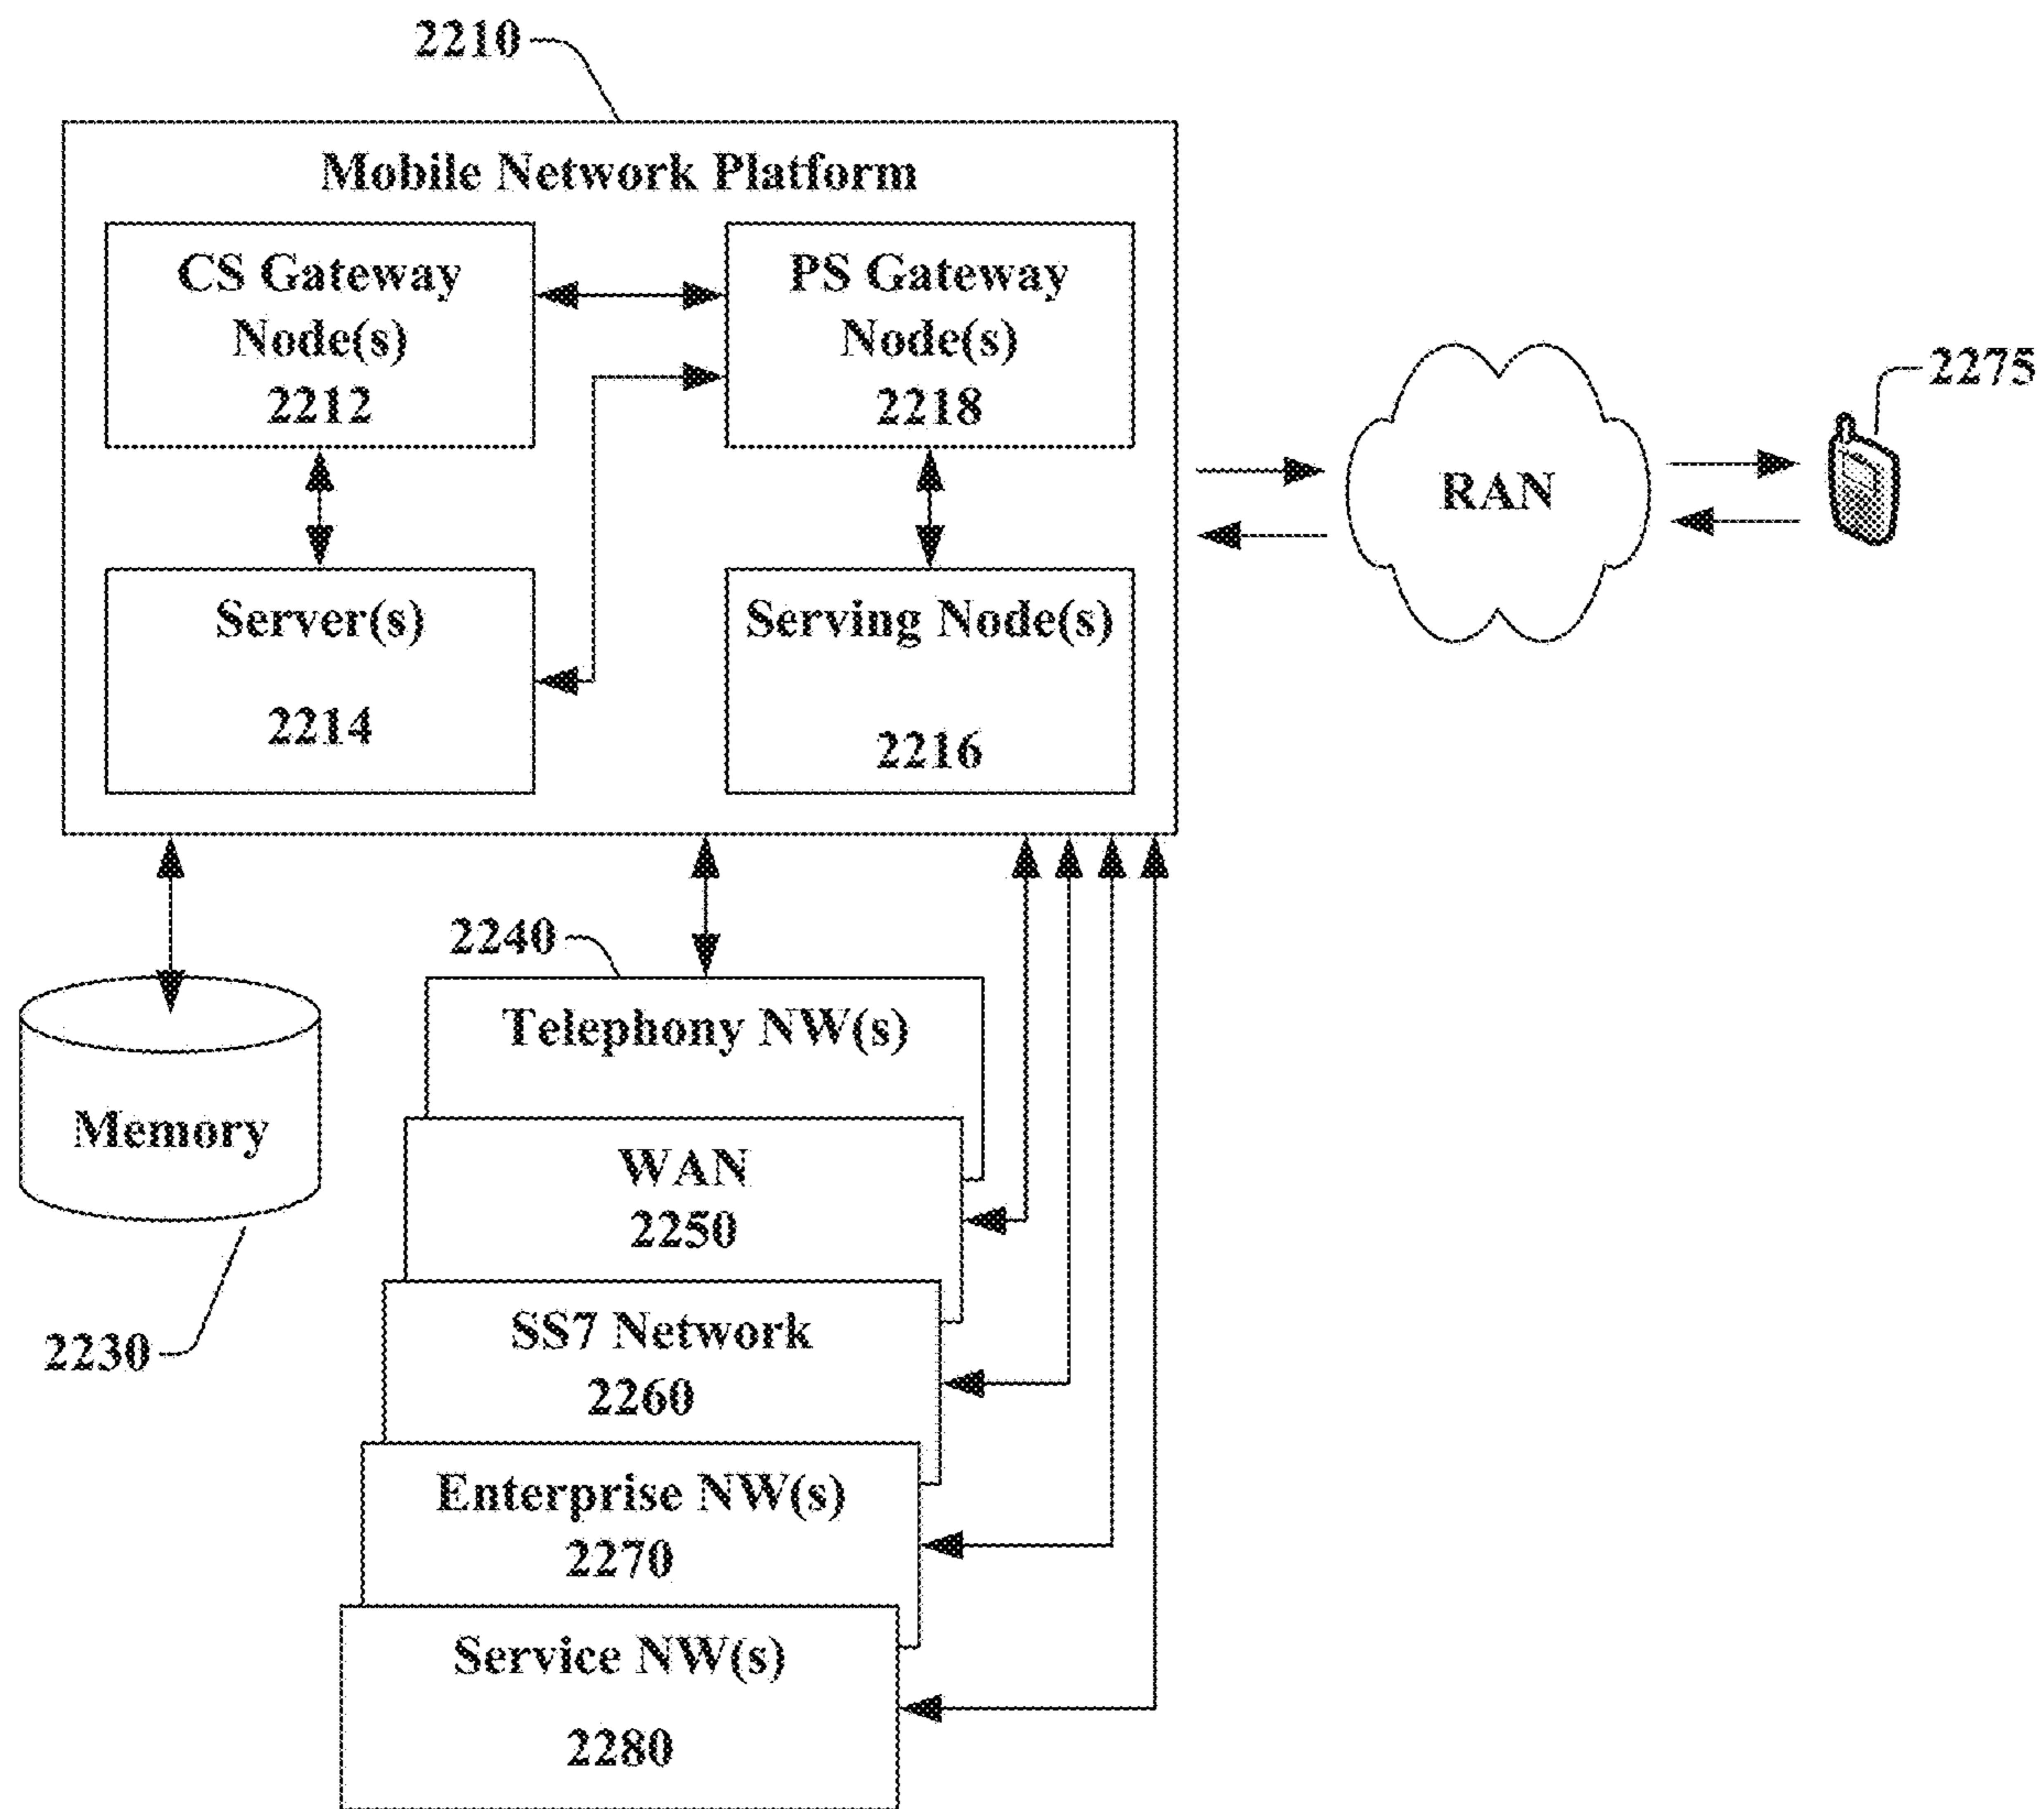 2210
Mobile Network Platform
CS Gateway
Node(s)
2212
PS Gateway
Node(s)
2218
Server(s)
2214
Serving Node(s)
2216
RAN
2275
Memory
2230
2240
Telephony NW(s)
WAN
2250
SS7 Network
2260
Enterprise NW(s)
2270
Service NW(s)
2280